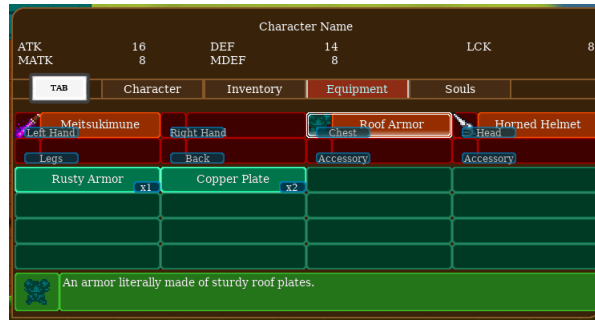 Character Name
ATK 16 DEF 14 LCK 8
MATK 8 MDEF 8
TAB Character Inventory Equipment Souls
Meitsukimune Roof Armor Horned Helmet
Left Hand Right Hand Chest Head
Legs Back Accessory Accessory
Rusty Armor x1 Copper Plate x2
An armor literally made of sturdy roof plates.